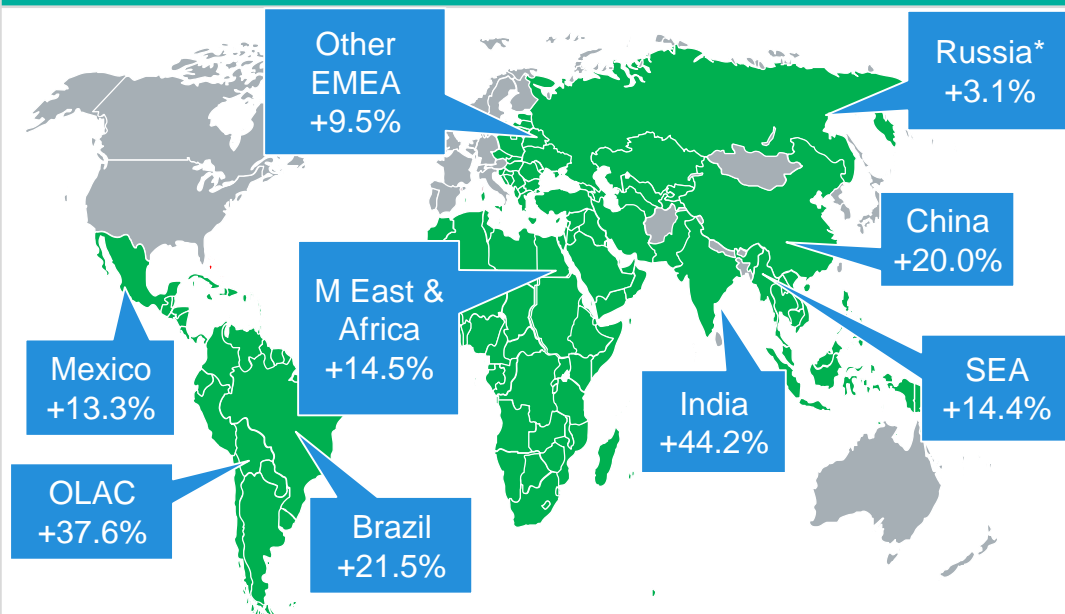 Other
EMEA
+9.5%
Russia*
+3.1%
China
+20.0%
M East &
Africa
+14.5%
Mexico
+13.3%
India
+44.2%
SEA
+14.4%
OLAC
+37.6%
Brazil
+21.5%